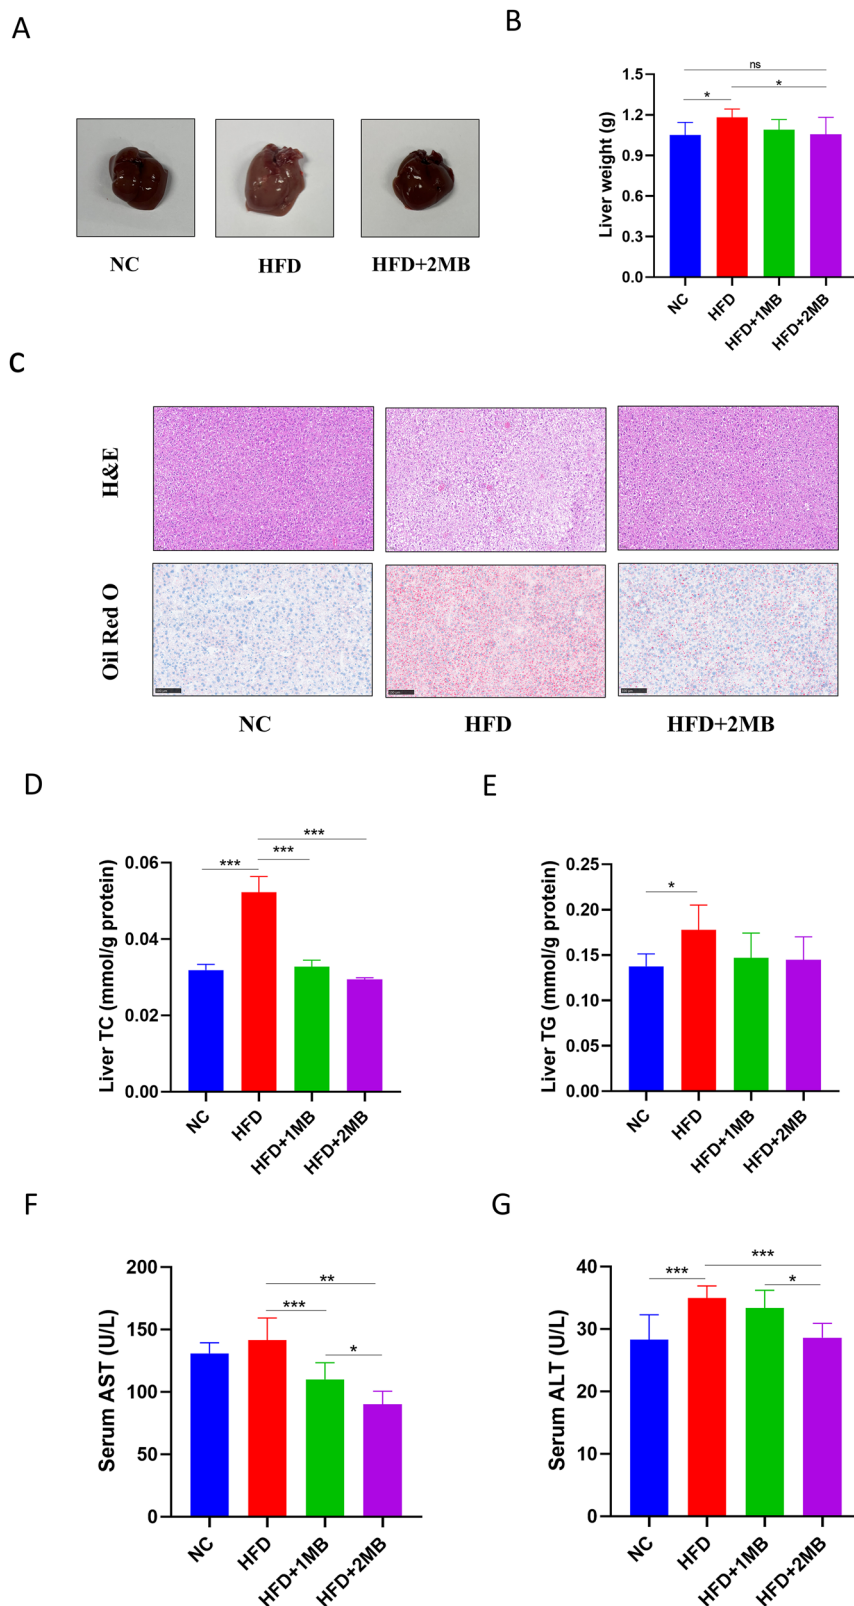 A
NC
HFD
HFD+2MB
B
Liver weight (g)
1.5
1.2
0.9
0.6
0.3
0.0
ns
*
*
NC
HFD
HFD+1MB
HFD+2MB
C
H&E
Oil Red O
NC
HFD
HFD+2MB
D
Liver TC (mmol/g protein)
0.06
0.04
0.02
0.00
***
***
***
NC
HFD
HFD+1MB
HFD+2MB
E
Liver TG (mmol/g protein)
0.25
0.20
0.15
0.10
0.05
0.00
*
NC
HFD
HFD+1MB
HFD+2MB
F
Serum AST (U/L)
200
150
100
50
0
**
***
*
NC
HFD
HFD+1MB
HFD+2MB
G
Serum ALT (U/L)
40
30
20
10
0
***
***
*
NC
HFD
HFD+1MB
HFD+2MB